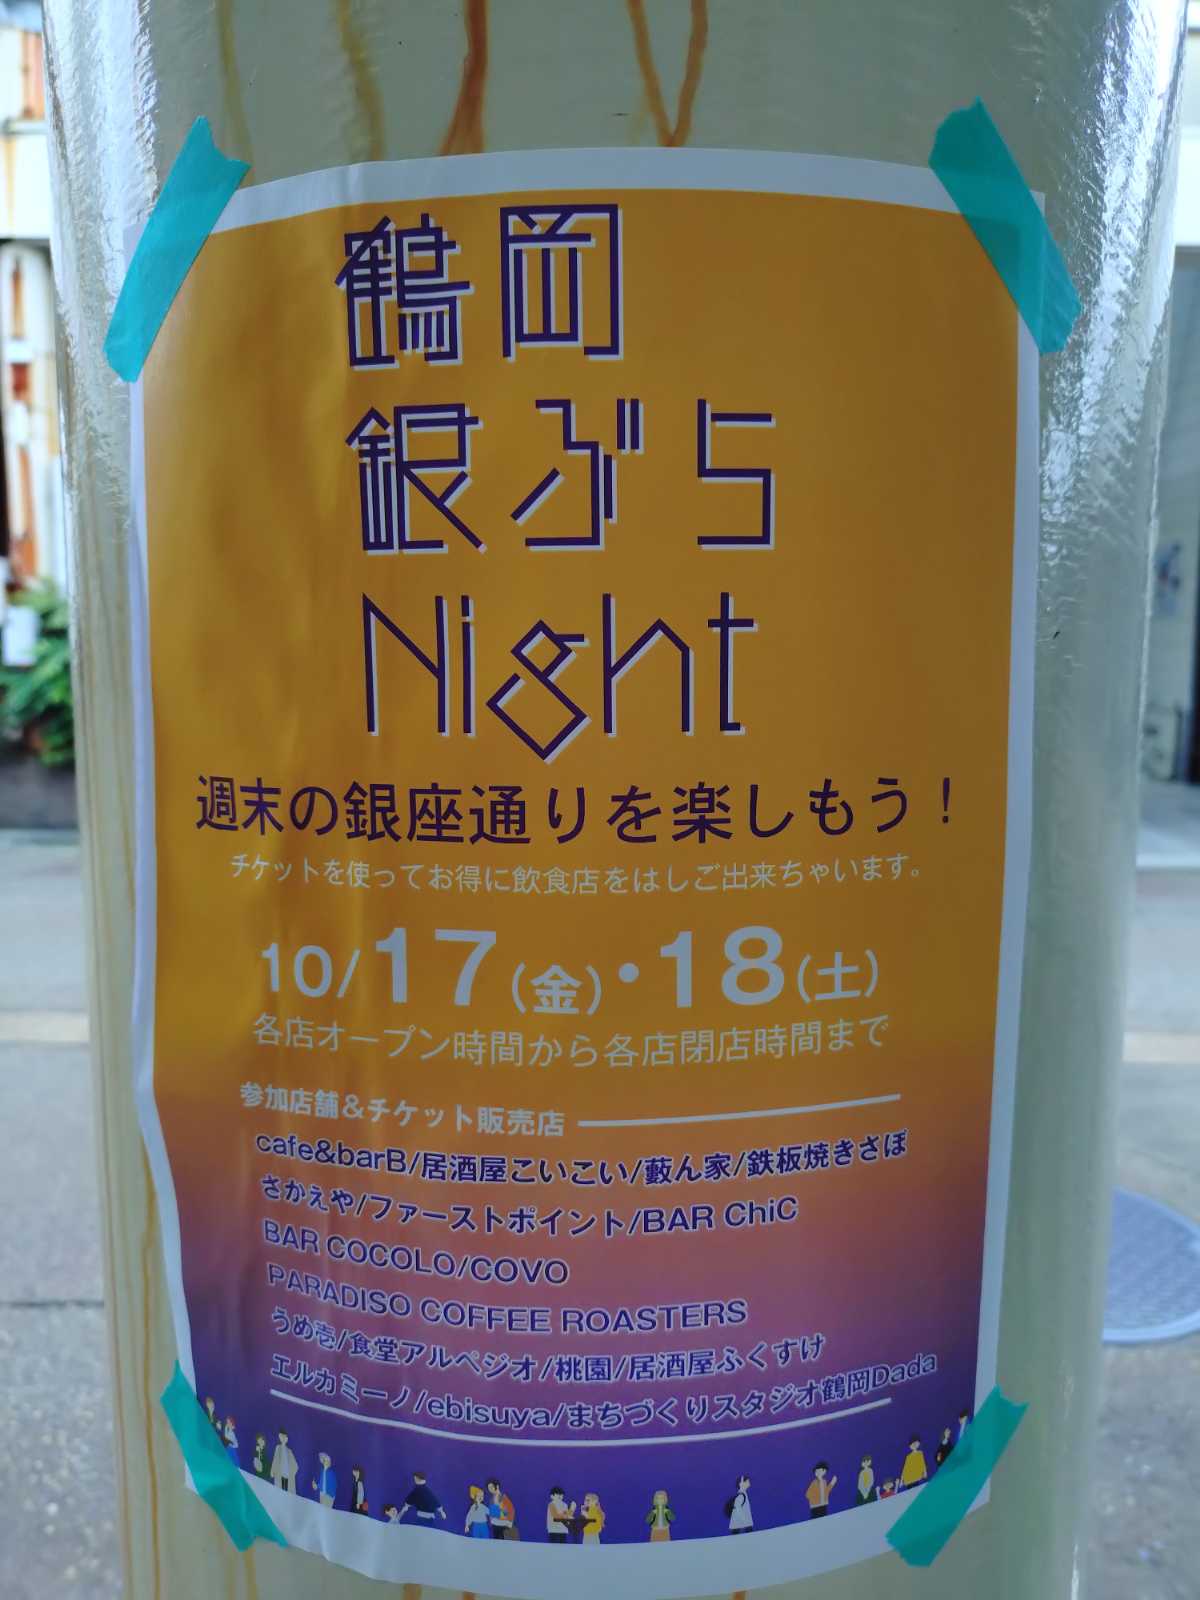 鶴岡
銀ぶら
Night
週末の銀座通りを楽しもう！
チケットを使ってお得に飲食店をはしご出来ちゃいます。
10/17(金)・18(土)
各店オープン時間から各店閉店時間まで
参加店舗&チケット販売店
cafe&barB/居酒屋こいこい/藪ん家/鉄板焼きさぽ
さかえや/ファーストポイント/BAR ChiC
BAR COCOLO/COVO
PARADISO COFFEE ROASTERS
うめ壱/食堂アルペジオ/桃園/居酒屋ふくすけ
エルカミーノ/ebisuya/まちづくりスタジオ鶴岡Dada